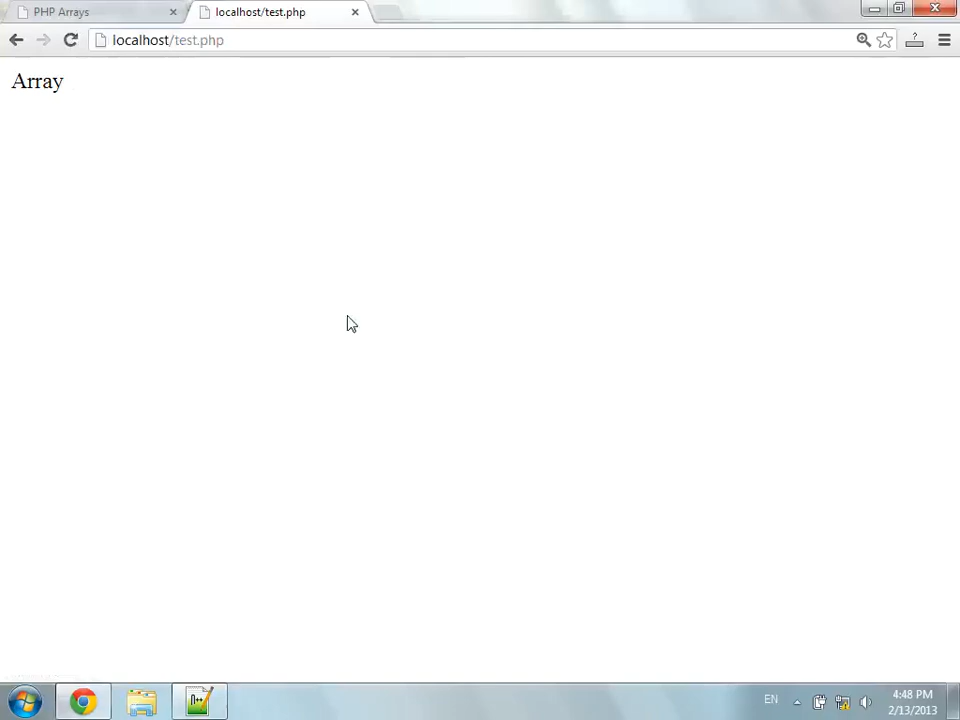 PHP Arrays
localhost/test.php
localhost/test.php
Array
EN
4:48 PM
2/13/2013